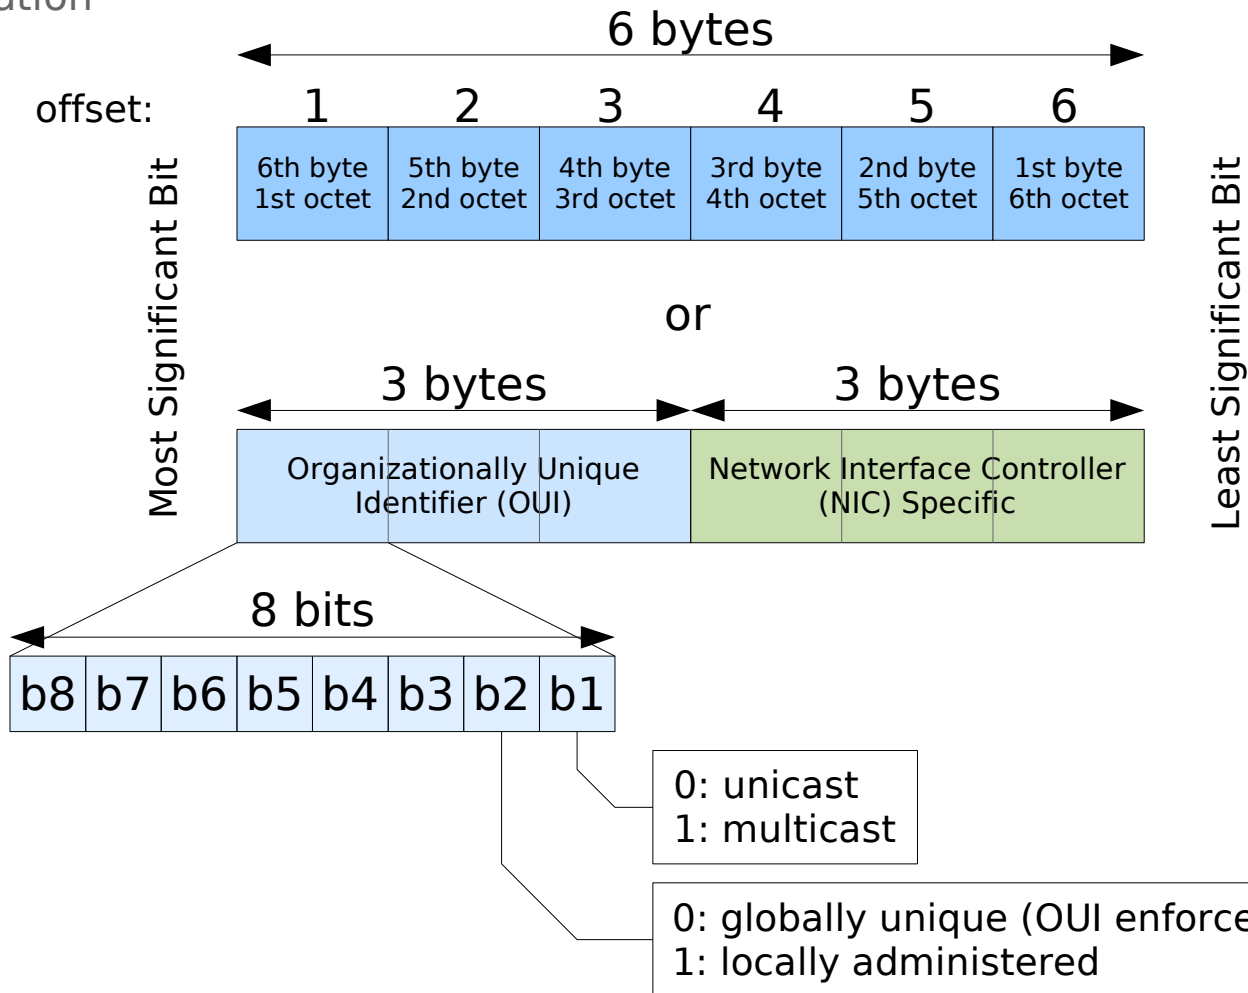 6 bytes
offset: 1 2 3 4 5 6
6th byte 5th byte 4th byte 3rd byte 2nd byte 1st byte
1st octet 2nd octet 3rd octet 4th octet 5th octet 6th octet
Most Significant Bit
Least Significant Bit
or
3 bytes 3 bytes
Organizationally Unique
Identifier (OUI)
Network Interface Controller
(NIC) Specific
8 bits
b8 b7 b6 b5 b4 b3 b2 b1
0: unicast
1: multicast
0: globally unique (OUI enforce
1: locally administered